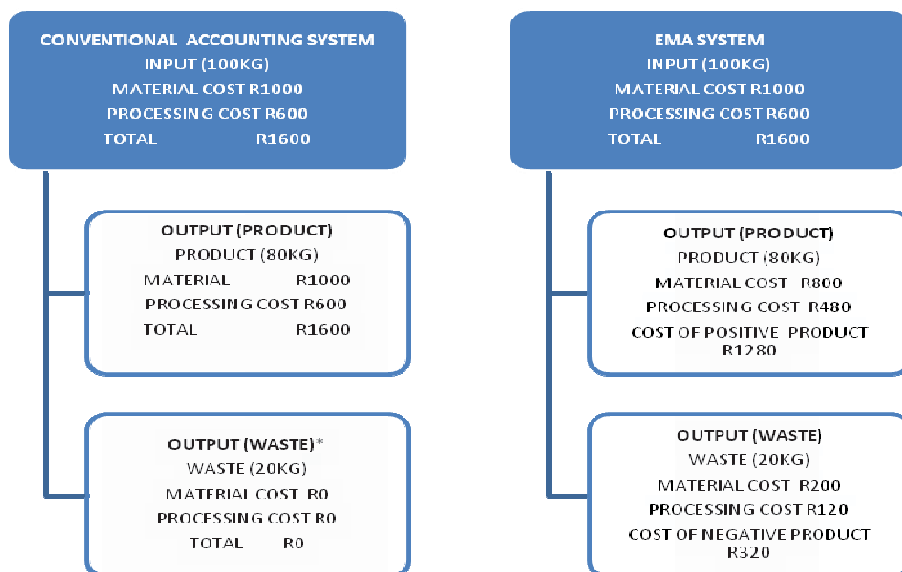 CONVENTIONAL ACCOUNTING SYSTEM
INPUT (100KG)
MATERIAL COST R1000
PROCESSING COST R600
TOTAL R1600
OUTPUT (PRODUCT)
PRODUCT (80KG)
MATERIAL R1000
PROCESSING COST R600
TOTAL R1600
OUTPUT (WASTE)*
WASTE (20KG)
MATERIAL COST R0
PROCESSING COST R0
TOTAL R0
EMA SYSTEM
INPUT (100KG)
MATERIAL COST R1000
PROCESSING COST R600
TOTAL R1600
OUTPUT (PRODUCT)
PRODUCT (80KG)
MATERIAL COST R800
PROCESSING COST R480
COST OF POSITIVE PRODUCT
R1280
OUTPUT (WASTE)
WASTE (20KG)
MATERIAL COST R200
PROCESSING COST R120
COST OF NEGATIVE PRODUCT
R320